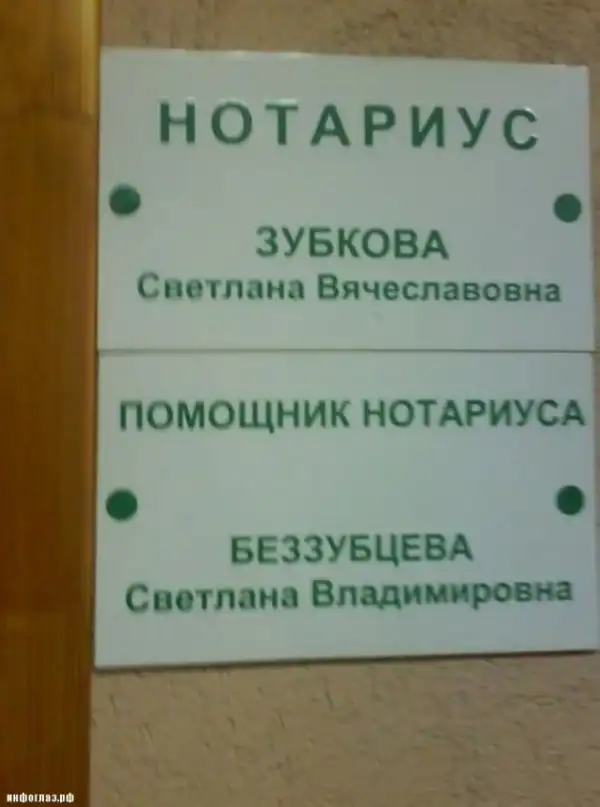 НОТАРИУС
ЗУБКОВА
Светлана Вячеславовна
ПОМОЩНИК НОТАРИУСА
БЕЗЗУБЦЕВА
Светлана Владимировна
инфоглаз.рф